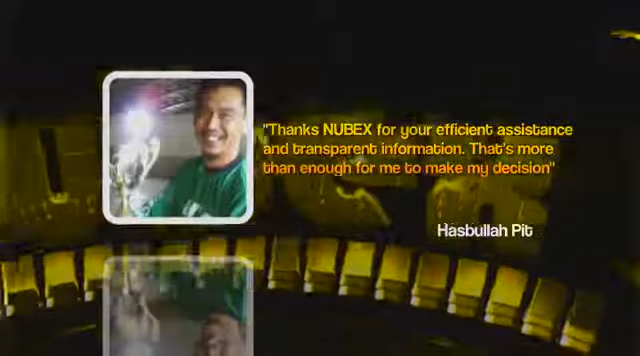 "Thanks NUBEX for your efficient assistance
and transparent information. That's more
than enough for me to make my decision"
Hasbullah Pit